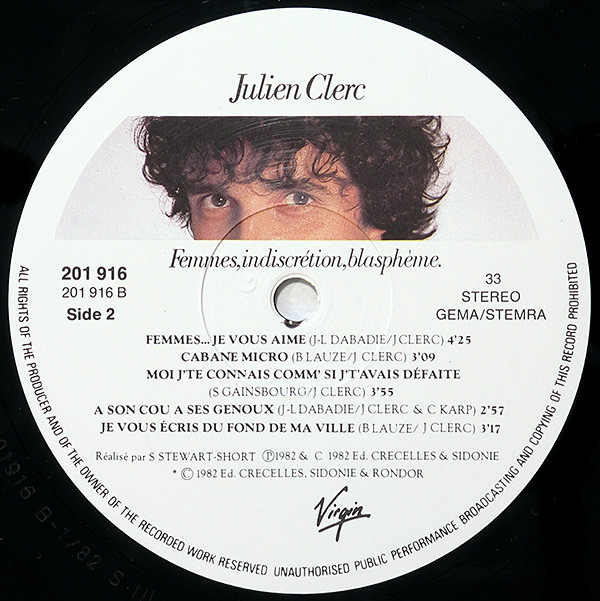 Julien Clerc
Femmes,indiscrétion,blasphème.
201 916
201 916 B
Side 2
33
STEREO
GEMA/STEMRA
FEMMES... JE VOUS AIME (J-L DABADIE/J CLERC) 4'25
CABANE MICRO (B LAUZE/ J CLERC) 3'09
MOI J'TE CONNAIS COMM' SI J'T'AVAIS DÉFAITE
(S GAINSBOURG/J CLERC) 3'55
A SON COU A SES GENOUX (J-L DABADIE/J CLERC & C KARP) 2'57
JE VOUS ÉCRIS DU FOND DE MA VILLE (B LAUZE/ J CLERC) 3'17
Réalisé par S STEWART-SHORT Ⓟ1982 & C 1982 Ed. CRECELLES & SIDONIE
* © 1982 Ed. CRECELLES, SIDONIE & RONDOR
Virgin
ALL RIGHTS OF THE PRODUCER AND OF THE OWNER OF THE RECORDED WORK RESERVED UNAUTHORISED PUBLIC PERFORMANCE BROADCASTING AND COPYING OF THIS RECORD PROHIBITED
01916 B-1/82 S